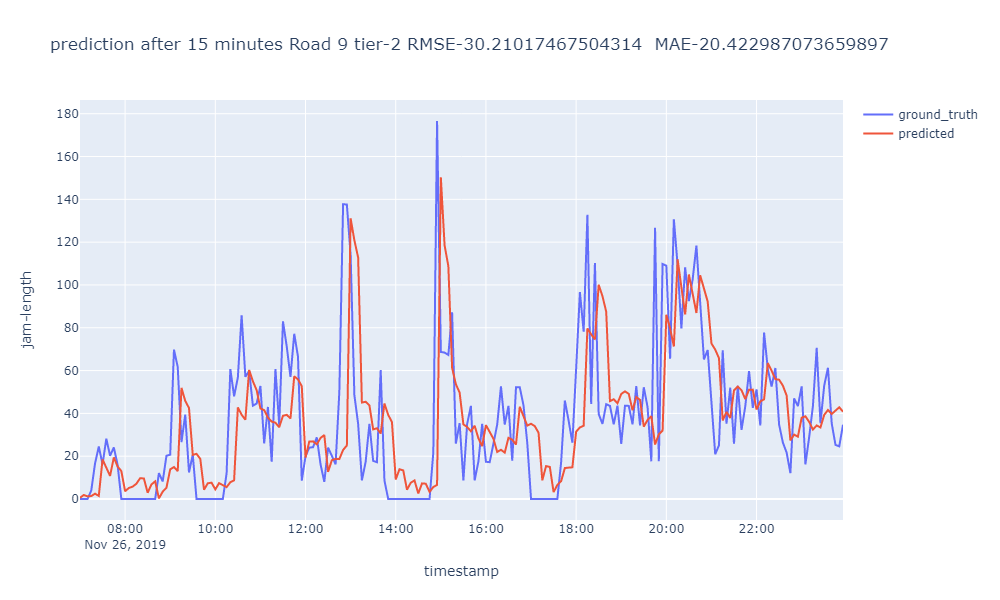 prediction after 15 minutes Road 9 tier-2 RMSE-30.21017467504314  MAE-20.422987073659897
ground_truth
predicted
180
160
140
120
100
80
60
40
20
0
jam-length
08:00 10:00 12:00 14:00 16:00 18:00 20:00 22:00
Nov 26, 2019
timestamp